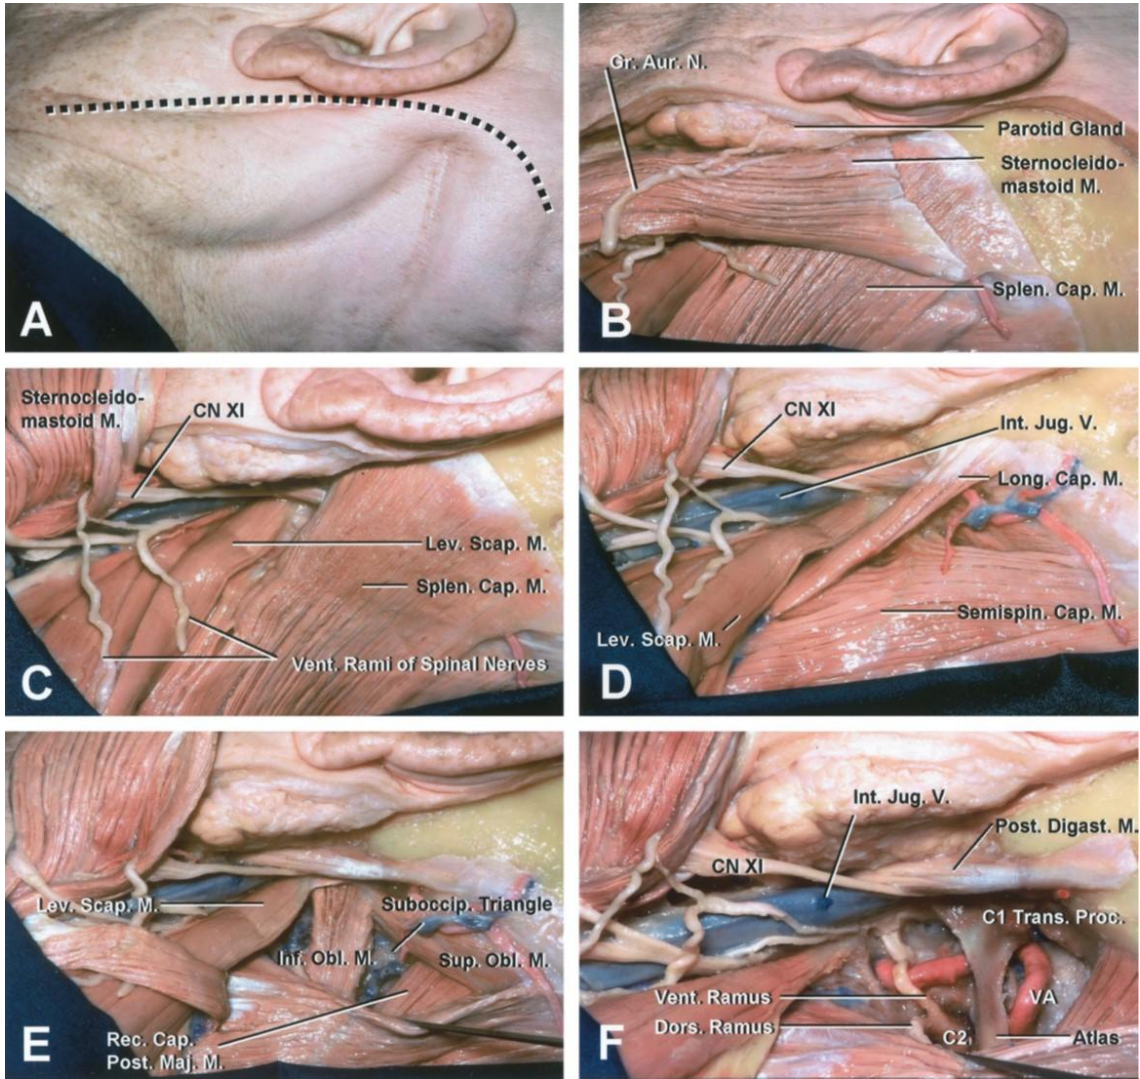 A
Gr. Aur. N.
Parotid Gland
Sternocleido-
mastoid M.
Splen. Cap. M.
B
Sternocleido-
mastoid M.
CN XI
Lev. Scap. M.
Splen. Cap. M.
Vent. Rami of Spinal Nerves
C
CN XI
Int. Jug. V.
Long. Cap. M.
Semispin. Cap. M.
Lev. Scap. M.
D
Lev. Scap. M.
Suboccip. Triangle
Inf. Obl. M.
Sup. Obl. M.
Rec. Cap.
Post. Maj. M.
E
Int. Jug. V.
Post. Digast. M.
CN XI
C1 Trans. Proc.
Vent. Ramus
VA
Dors. Ramus
C2
Atlas
F